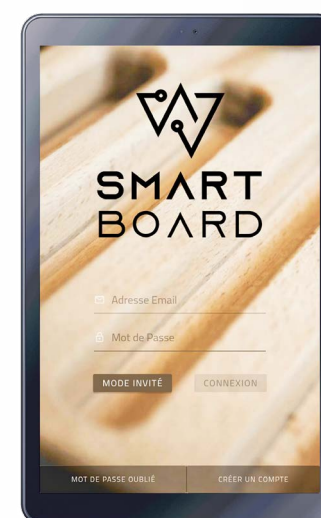 SMART
BOARD
Adresse Email
Mot de Passe
MODE INVITÉ CONNEXION
MOT DE PASSE OUBLIÉ CRÉER UN COMPTE